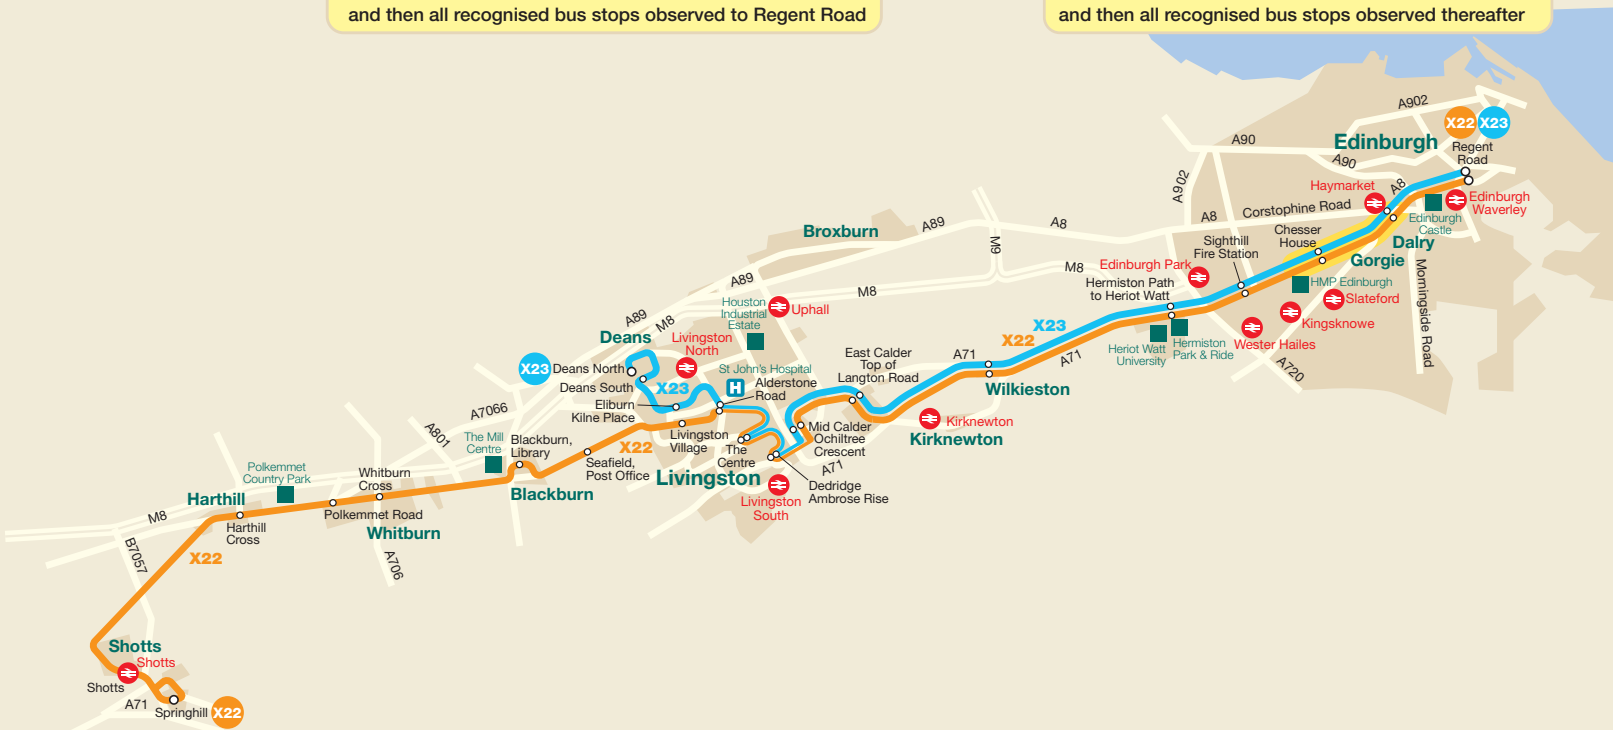 and then all recognised bus stops observed to Regent Road
and then all recognised bus stops observed thereafter
A902
X22
X23
Edinburgh
Regent
Road
A90
A90
A902
Haymarket
A8
Edinburgh
Waverley
Corstophine Road
A8
Edinburgh
Castle
Chesser
House
Dalry
Gorgie
Sighthill
Fire Station
Broxburn
A89
A8
M9
M8
Edinburgh Park
Hermiston Path
to Heriot Watt
HMP Edinburgh
Slateford
Kingsknowe
Wester Hailes
Morningside Road
A720
Heriot Watt
University
Hermiston
Park & Ride
A89
M8
Houston
Industrial
Estate
Uphall
A89
M8
Deans
Livingston
North
X23
X22
A71
A71
Wilkieston
East Calder
Top of
Langton Road
St John's Hospital
H
Alderstone
Road
X23
Deans North
Deans South
X23
Eliburn
Kilne Place
Kirknewton
Kirknewton
Mid Calder
Ochiltree
Crescent
A71
A7066
A801
The Mill
Centre
Blackburn,
Library
X22
Livingston
Village
The
Centre
Seafield,
Post Office
Livingston
Dedridge
Ambrose Rise
Livingston
South
Blackburn
Polkemmet
Country Park
Whitburn
Cross
Harthill
M8
Harthill
Cross
Polkemmet Road
Whitburn
B7057
X22
A706
Shotts
Shotts
Shotts
A71
Springhill
X22